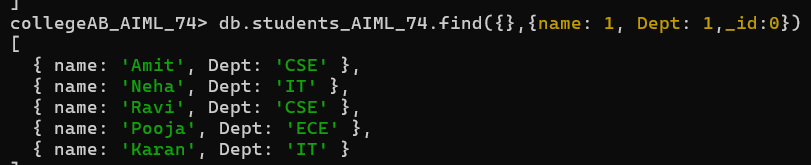 ]
collegeAB_AIML_74> db.students_AIML_74.find({},{name: 1, Dept: 1,_id:0})
[
  { name: 'Amit', Dept: 'CSE' },
  { name: 'Neha', Dept: 'IT' },
  { name: 'Ravi', Dept: 'CSE' },
  { name: 'Pooja', Dept: 'ECE' },
  { name: 'Karan', Dept: 'IT' }
]